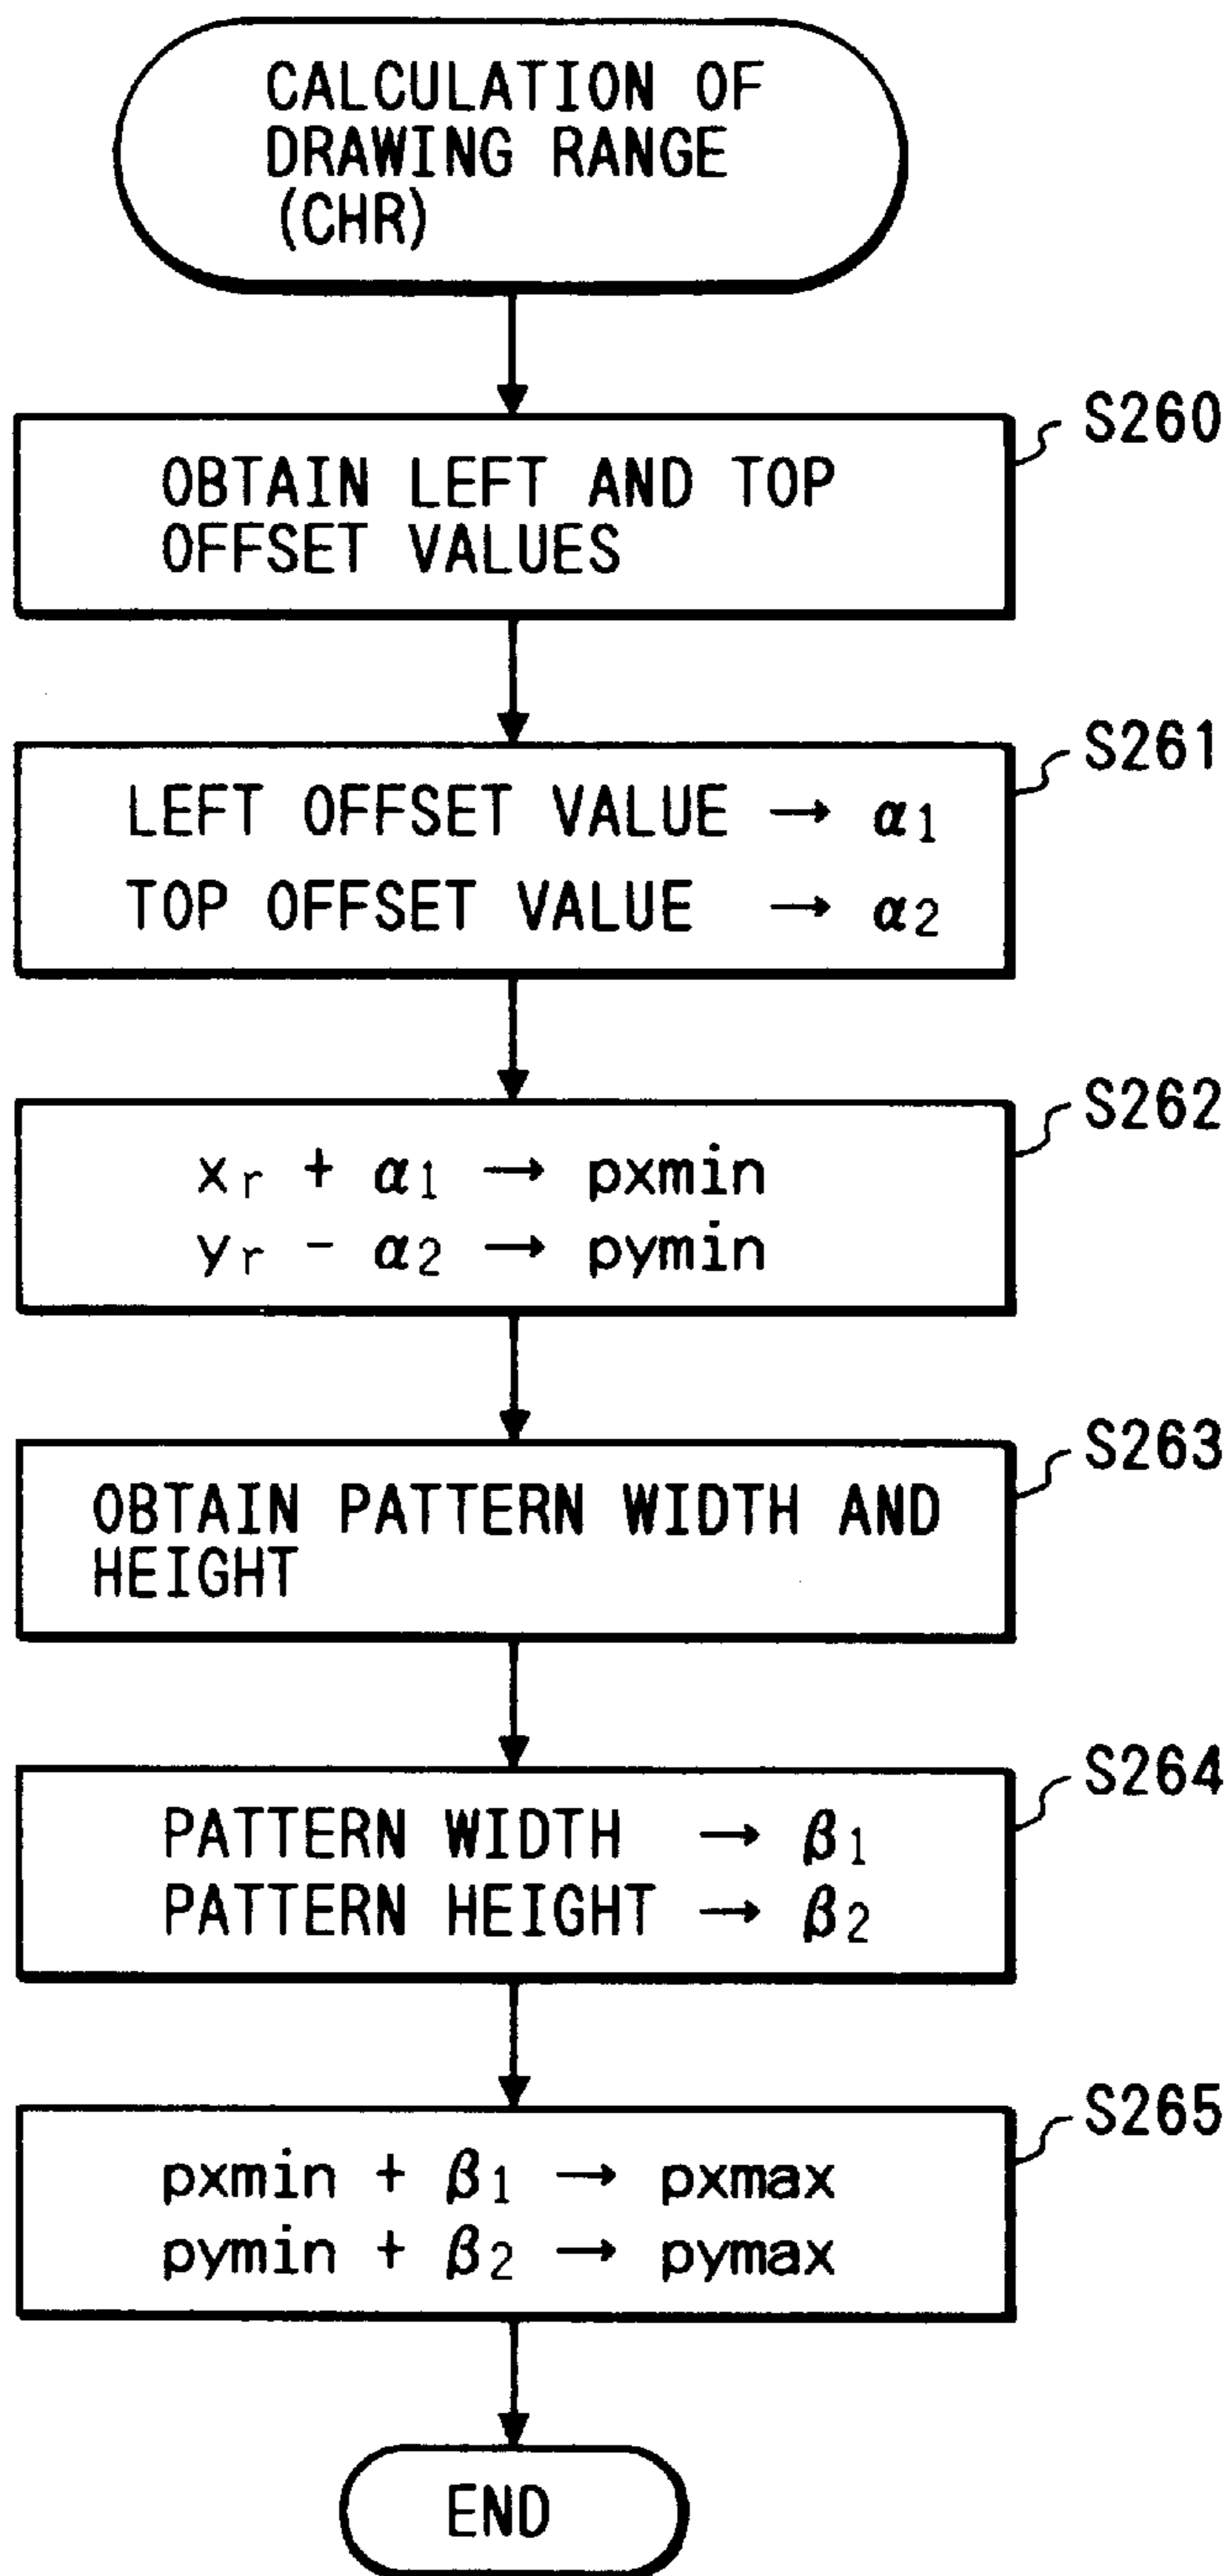 CALCULATION OF
DRAWING RANGE
(CHR)
S260
OBTAIN LEFT AND TOP
OFFSET VALUES
S261
LEFT OFFSET VALUE → α1
TOP OFFSET VALUE → α2
S262
xr + α1 → pxmin
yr - α2 → pymin
S263
OBTAIN PATTERN WIDTH AND
HEIGHT
S264
PATTERN WIDTH → β1
PATTERN HEIGHT → β2
S265
pxmin + β1 → pxmax
pymin + β2 → pymax
END